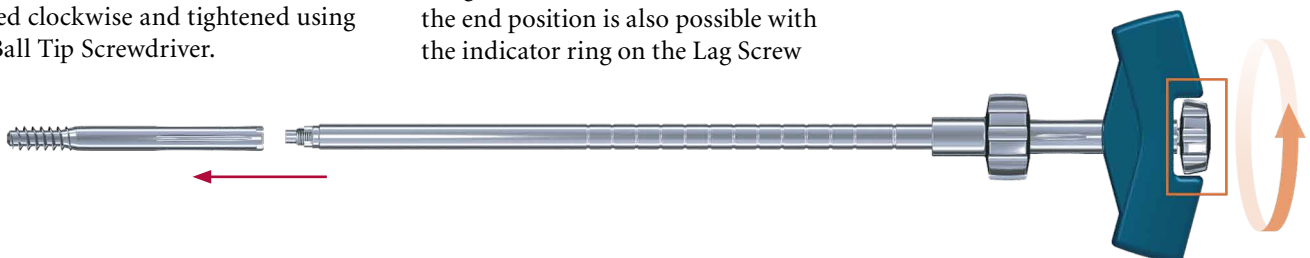 ed clockwise and tightened using
Ball Tip Screwdriver.
the end position is also possible with
the indicator ring on the Lag Screw